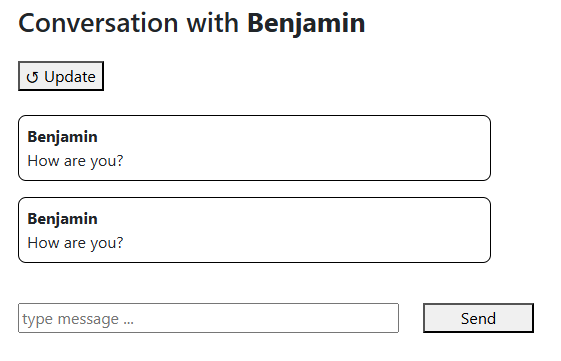 Conversation with Benjamin
↺ Update
Benjamin
How are you?
Benjamin
How are you?
type message ...
Send